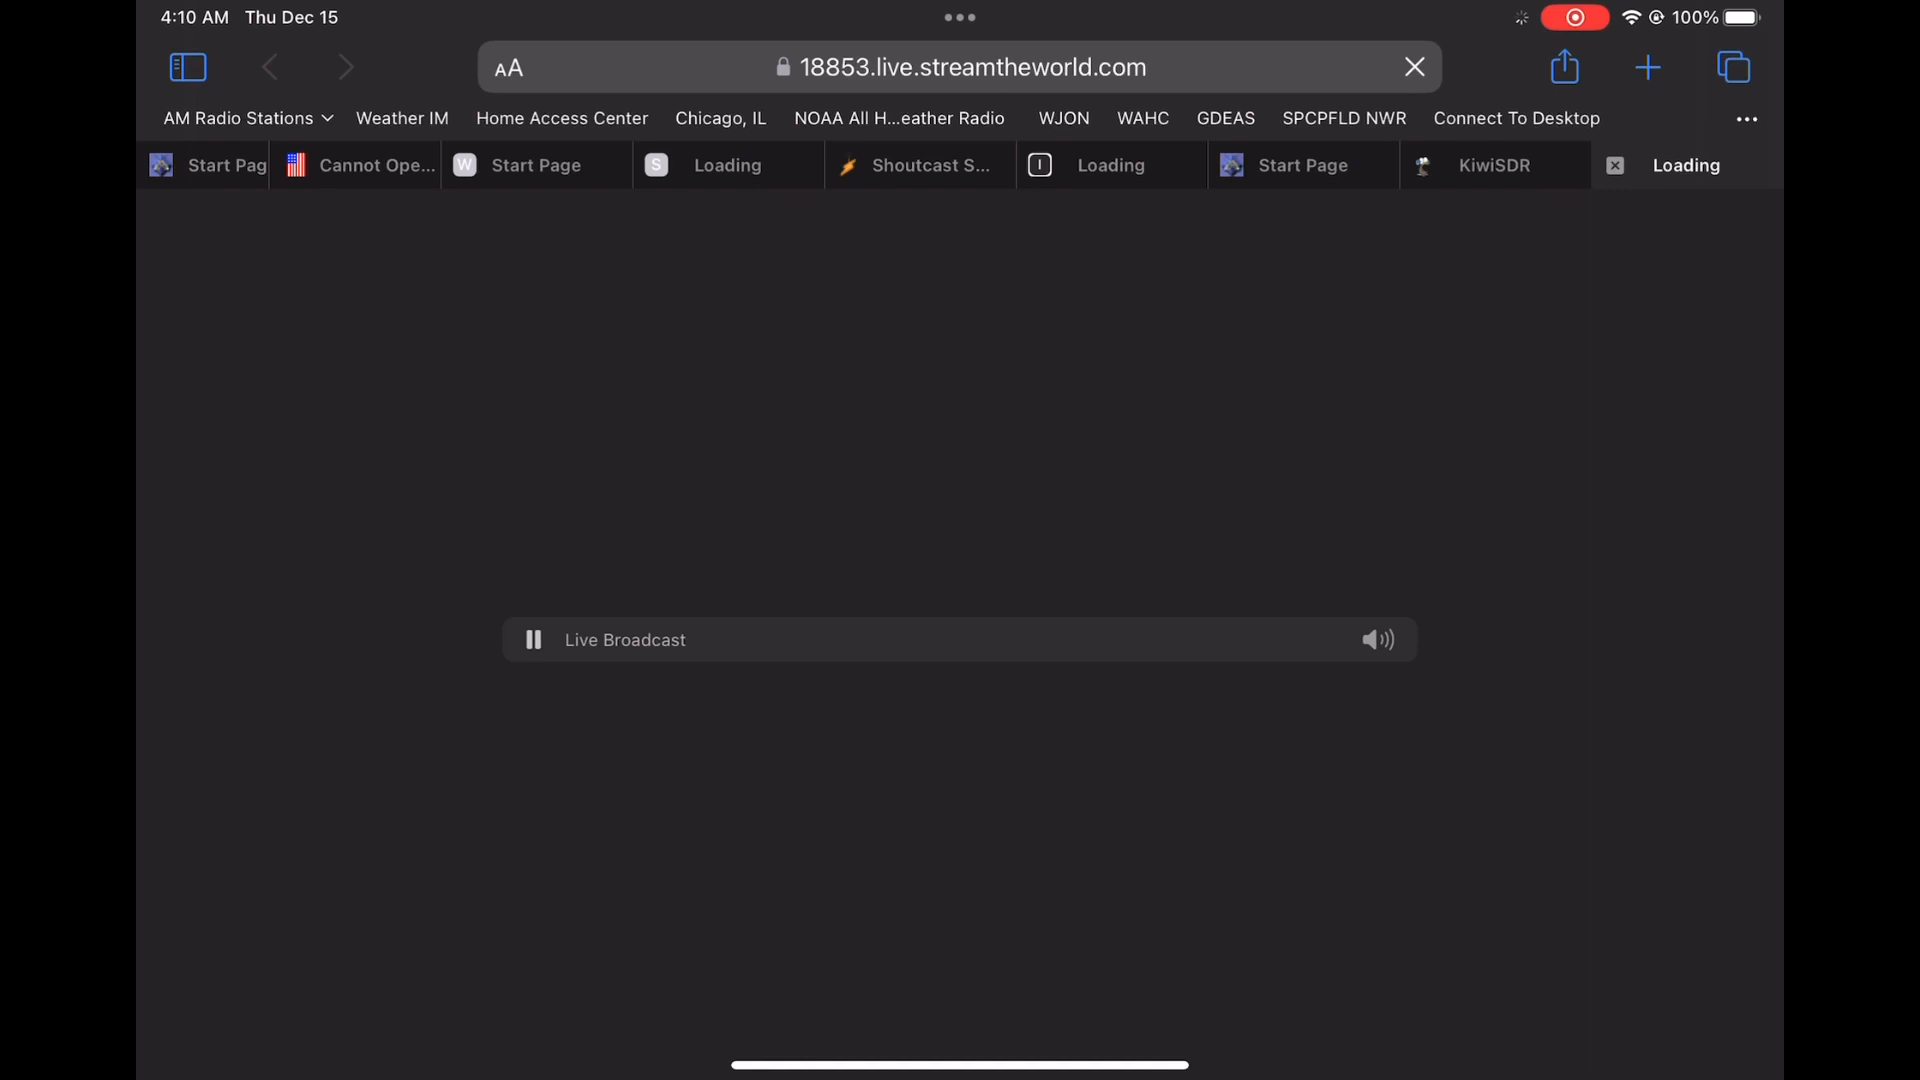 4:10 AM Thu Dec 15 100%
AA 18853.live.streamtheworld.com
AM Radio Stations Weather IM Home Access Center Chicago, IL NOAA All H...eather Radio WJON WAHC GDEAS SPCPFLD NWR Connect To Desktop
Start Pag Cannot Ope... W Start Page S Loading Shoutcast S... I Loading Start Page KiwiSDR Loading
Live Broadcast